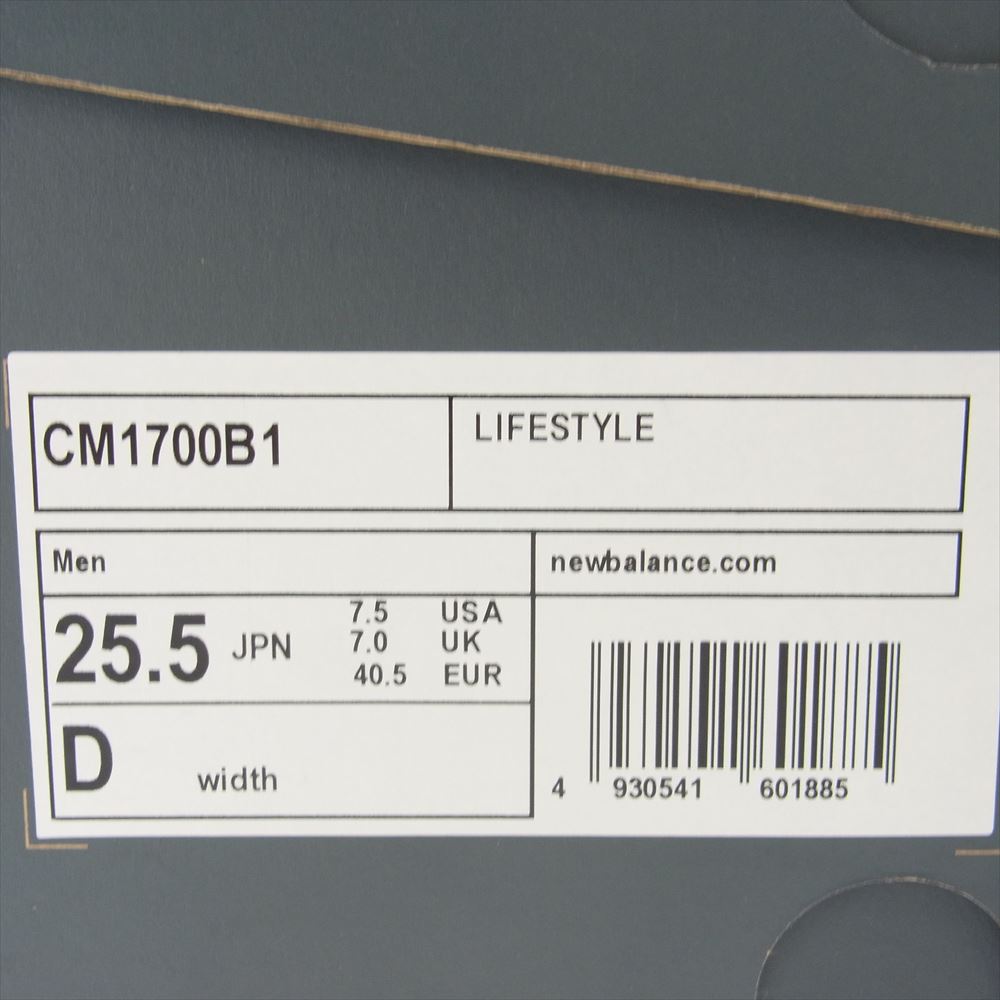 CM1700B1
LIFESTYLE
Men
newbalance.com
25.5 JPN
7.5 USA
7.0 UK
40.5 EUR
D width
4 930541 601885